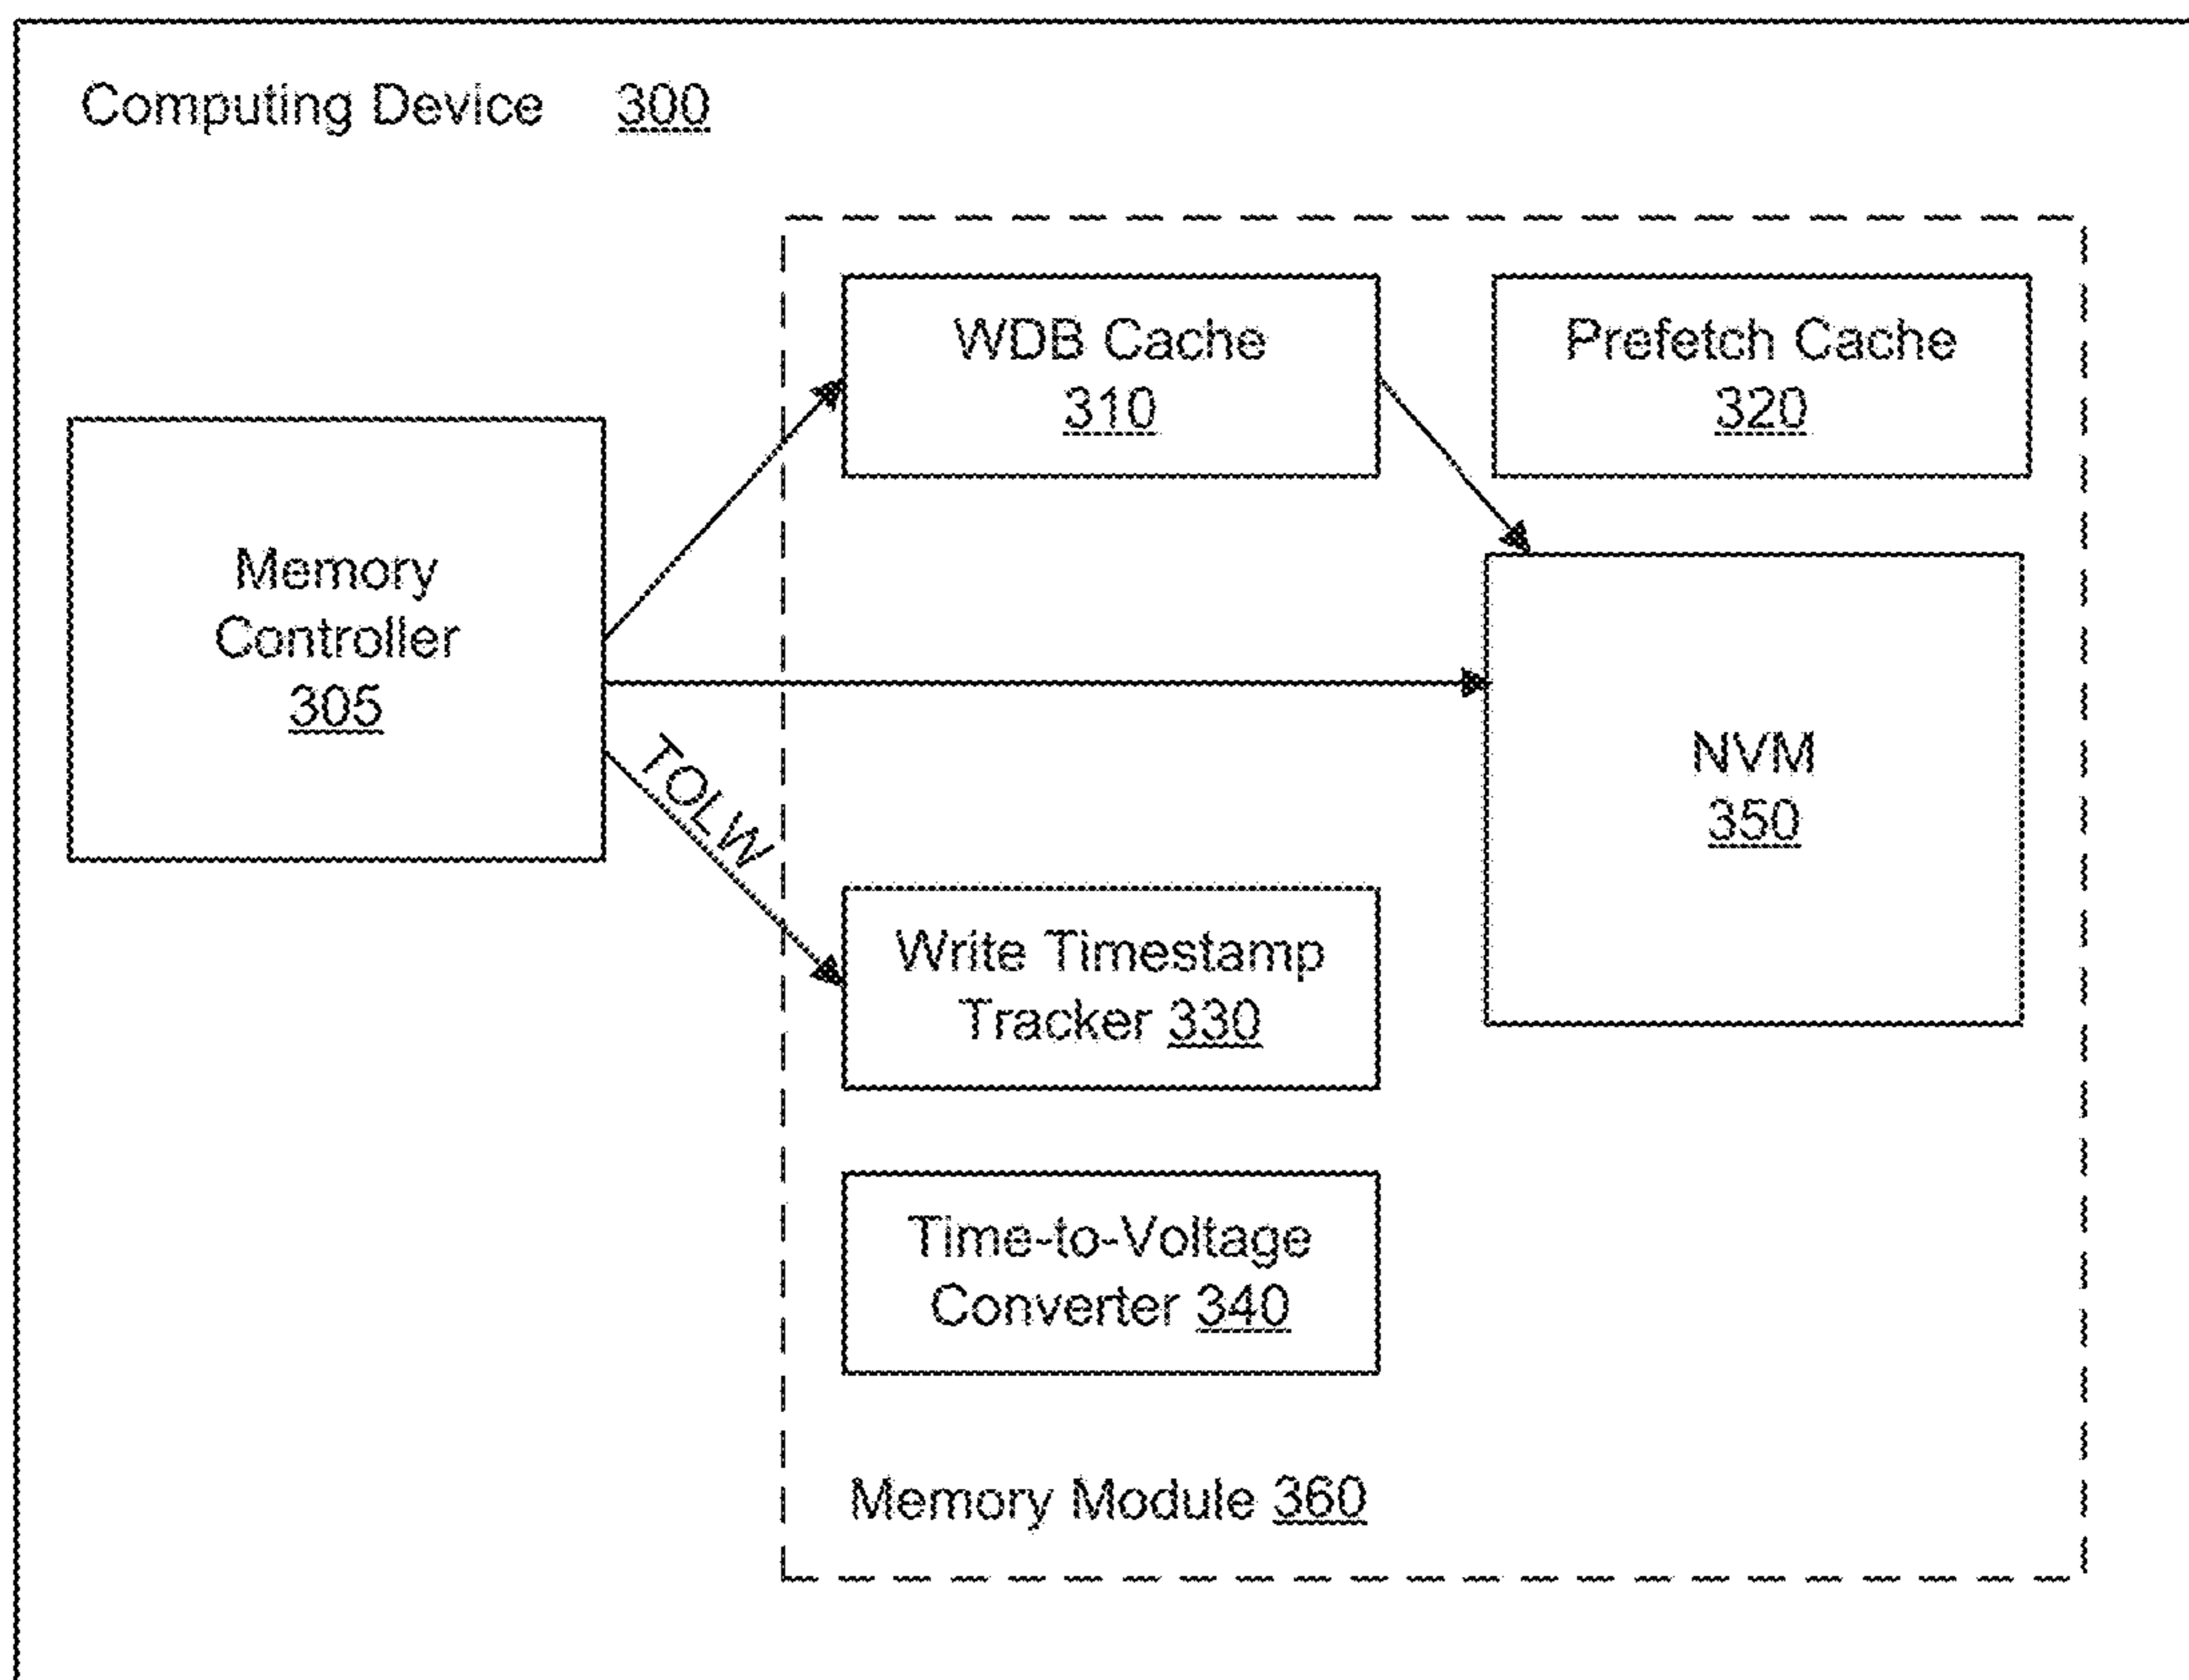 Computing Device 300
WDB Cache
310
Prefetch Cache
320
Memory
Controller
305
TOLW
NVM
350
Write Timestamp
Tracker 330
Time-to-Voltage
Converter 340
Memory Module 360